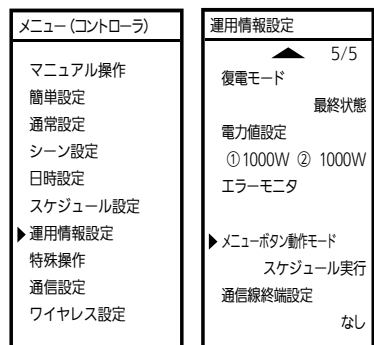 メニュー（コントローラ）
マニュアル操作
簡単設定
通常設定
シーン設定
日時設定
スケジュール設定
▶運用情報設定
特殊操作
通信設定
ワイヤレス設定
運用情報設定
▲ 5/5
復電モード
最終状態
電力値設定
①1000W ② 1000W
エラーモニタ
▶メニューボタン動作モード
スケジュール実行
通信線終端設定
なし